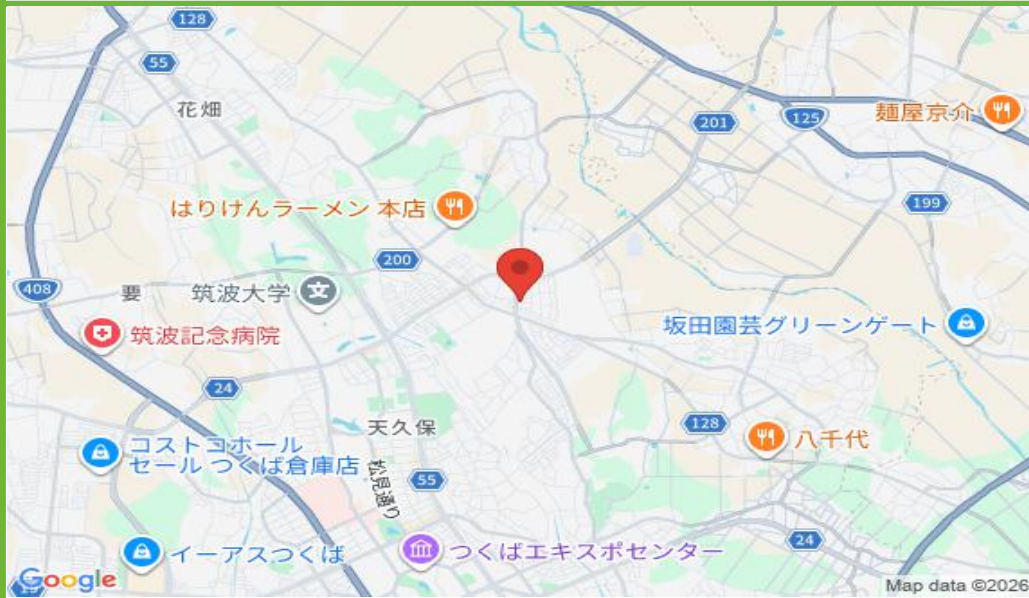 128
55
花畑
201
125
麺屋京介
はりけんラーメン 本店
199
200
408
要
筑波大学
文
坂田園芸グリーンゲート
筑波記念病院
24
128
天久保
八千代
コストコホール
セール つくば倉庫店
松見通り
55
24
イーアスつくば
つくばエキスポセンター
Google
19
Map data ©2026